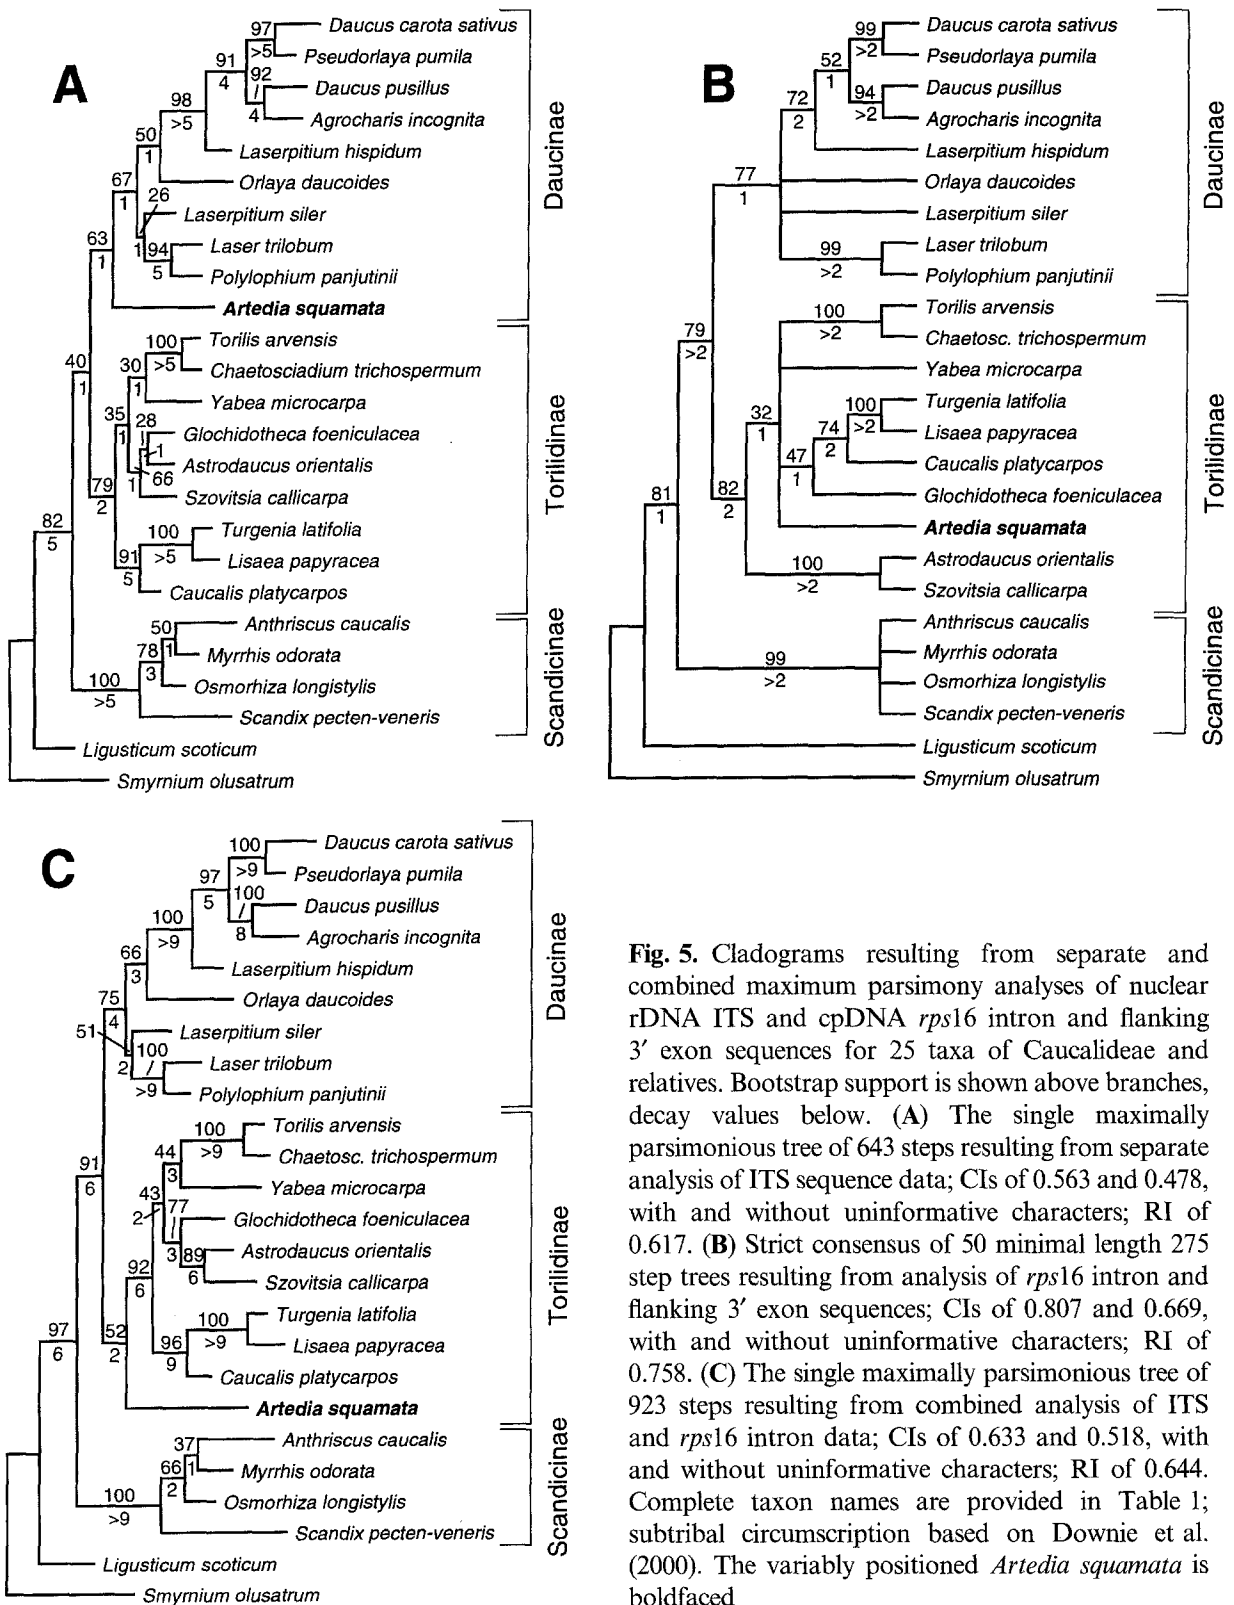 A
Daucus carota sativus
Pseudorlaya pumila
Daucus pusillus
Agrocharis incognita
Laserpitium hispidum
Orlaya daucoides
Laserpitium siler
Laser trilobum
Polylophium panjutinii
Artedia squamata
Torilis arvensis
Chaetosciadium trichospermum
Yabea microcarpa
Glochidotheca foeniculacea
Astrodaucus orientalis
Szovitsia callicarpa
Turgenia latifolia
Lisaea papyracea
Caucalis platycarpos
Anthriscus caucalis
Myrrhis odorata
Osmorhiza longistylis
Scandix pecten-veneris
Ligusticum scoticum
Smyrnium olusatrum
97
>5
91
4
92
4
98
>5
50
1
67
1
26
1
94
5
63
1
100
>5
30
1
35
1
28
1
66
1
40
1
79
2
100
>5
91
5
82
5
50
1
78
3
100
>5
Daucinae
Torilidinae
Scandicinae
B
Daucus carota sativus
Pseudorlaya pumila
Daucus pusillus
Agrocharis incognita
Laserpitium hispidum
Orlaya daucoides
Laserpitium siler
Laser trilobum
Polylophium panjutinii
Torilis arvensis
Chaetosc. trichospermum
Yabea microcarpa
Turgenia latifolia
Lisaea papyracea
Caucalis platycarpos
Glochidotheca foeniculacea
Artedia squamata
Astrodaucus orientalis
Szovitsia callicarpa
Anthriscus caucalis
Myrrhis odorata
Osmorhiza longistylis
Scandix pecten-veneris
Ligusticum scoticum
Smyrnium olusatrum
99
>2
52
1
94
>2
72
2
77
1
99
>2
100
>2
79
>2
100
>2
74
2
32
1
47
1
82
2
81
1
100
>2
99
>2
Daucinae
Torilidinae
Scandicinae
C
Daucus carota sativus
Pseudorlaya pumila
Daucus pusillus
Agrocharis incognita
Laserpitium hispidum
Orlaya daucoides
Laserpitium siler
Laser trilobum
Polylophium panjutinii
Torilis arvensis
Chaetosc. trichospermum
Yabea microcarpa
Glochidotheca foeniculacea
Astrodaucus orientalis
Szovitsia callicarpa
Turgenia latifolia
Lisaea papyracea
Caucalis platycarpos
Artedia squamata
Anthriscus caucalis
Myrrhis odorata
Osmorhiza longistylis
Scandix pecten-veneris
Ligusticum scoticum
Smyrnium olusatrum
100
>9
97
5
100
8
100
>9
66
3
75
4
51
2
100
>9
100
>9
44
3
91
6
43
2
77
3
89
6
92
6
100
>9
52
2
96
9
97
6
37
1
66
2
100
>9
Daucinae
Torilidinae
Scandicinae
Fig. 5. Cladograms resulting from separate and
combined maximum parsimony analyses of nuclear
rDNA ITS and cpDNA rps16 intron and flanking
3′ exon sequences for 25 taxa of Caucalideae and
relatives. Bootstrap support is shown above branches,
decay values below. (A) The single maximally
parsimonious tree of 643 steps resulting from separate
analysis of ITS sequence data; CIs of 0.563 and 0.478,
with and without uninformative characters; RI of
0.617. (B) Strict consensus of 50 minimal length 275
step trees resulting from analysis of rps16 intron and
flanking 3′ exon sequences; CIs of 0.807 and 0.669,
with and without uninformative characters; RI of
0.758. (C) The single maximally parsimonious tree of
923 steps resulting from combined analysis of ITS
and rps16 intron data; CIs of 0.633 and 0.518, with
and without uninformative characters; RI of 0.644.
Complete taxon names are provided in Table 1;
subtribal circumscription based on Downie et al.
(2000). The variably positioned Artedia squamata is
boldfaced